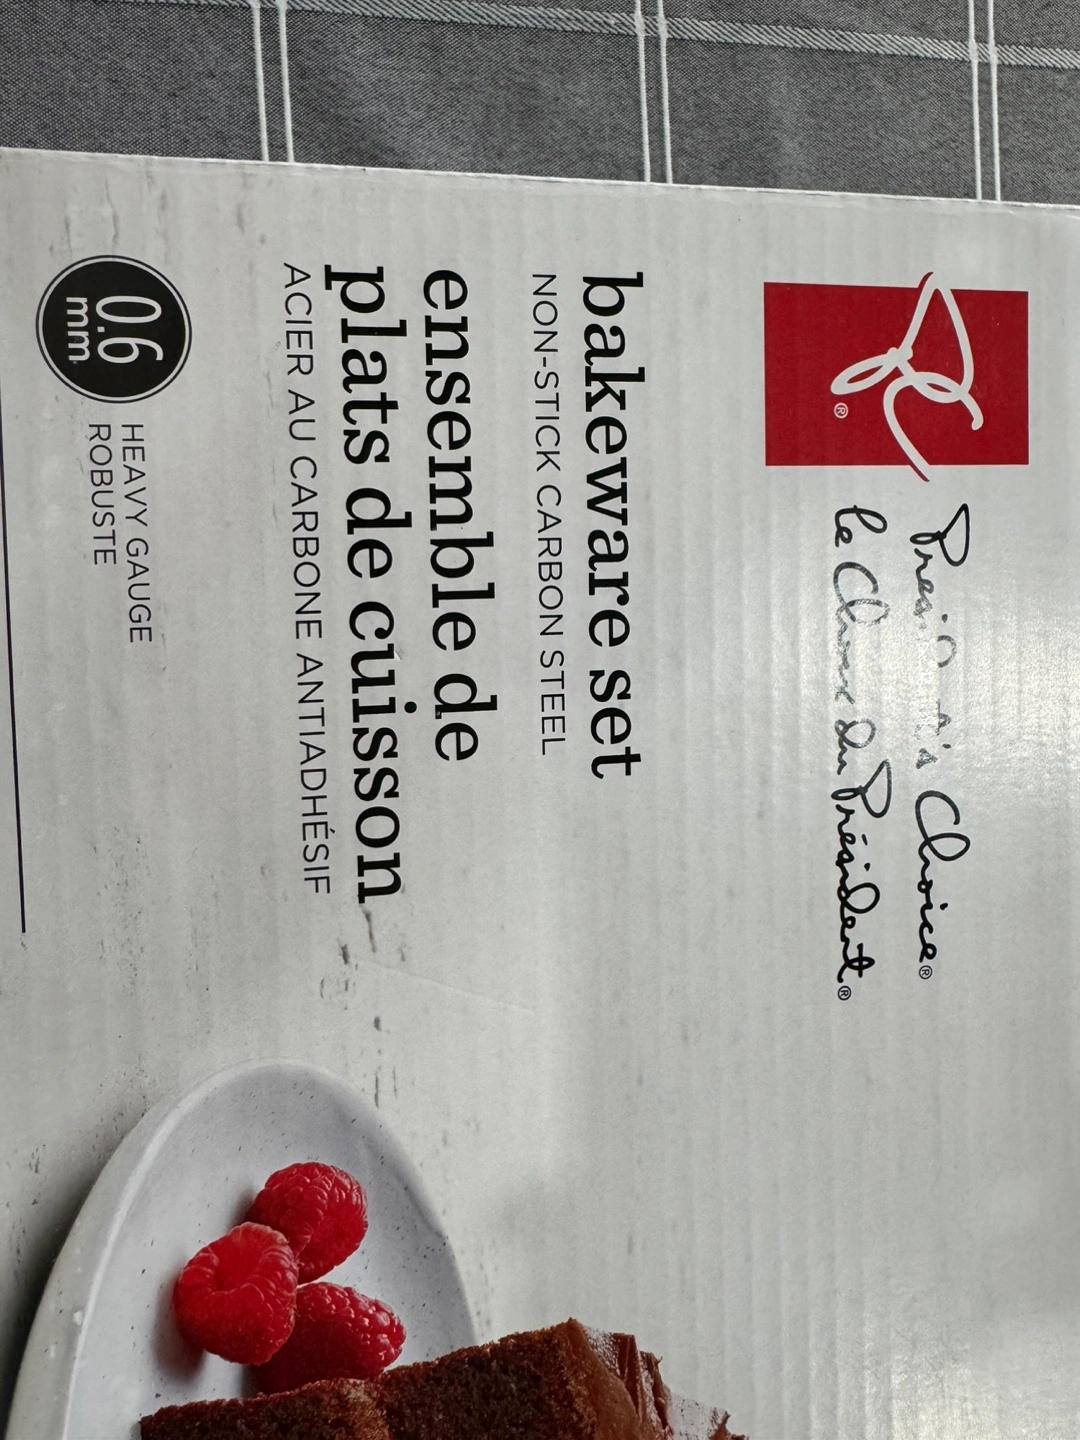 PC®
President's Choice®
le Choix du Président®
bakeware set
NON-STICK CARBON STEEL
ensemble de
plats de cuisson
ACIER AU CARBONE ANTIADHÉSIF
0.6
mm
HEAVY GAUGE
ROBUSTE